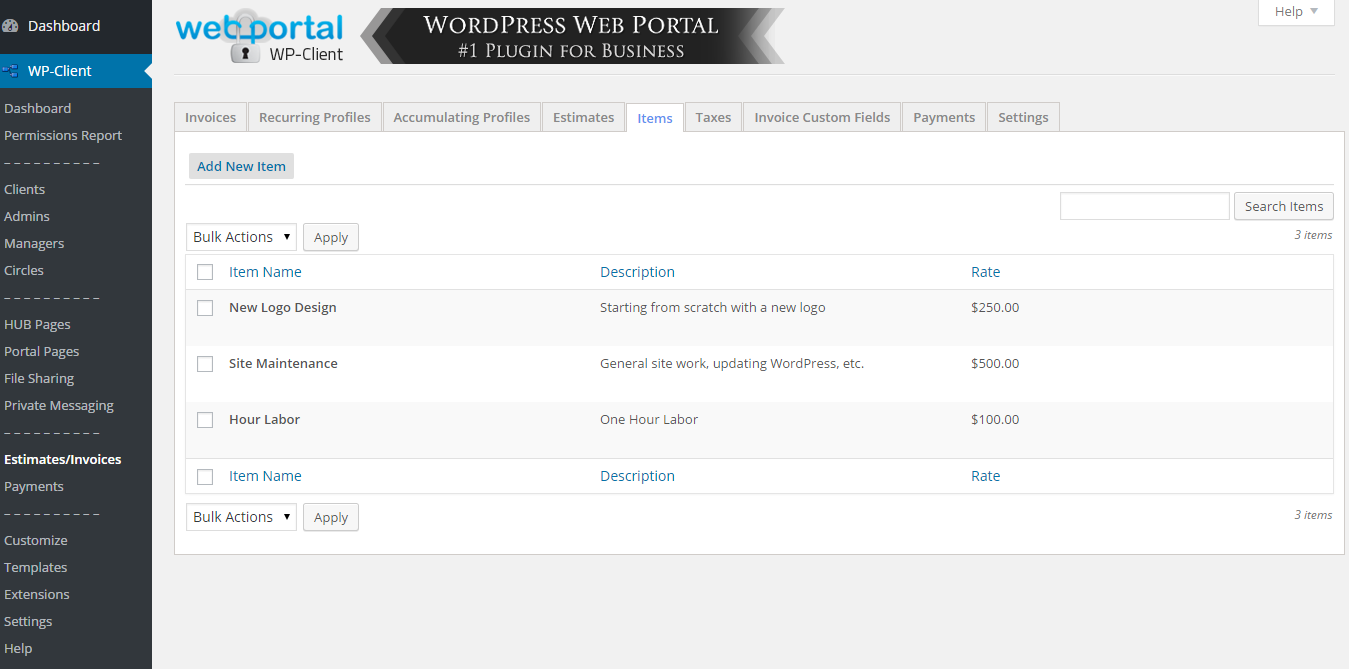 Dashboard
WP-Client
Dashboard
Permissions Report
– – – – – – – – – –
Clients
Admins
Managers
Circles
– – – – – – – – – –
HUB Pages
Portal Pages
File Sharing
Private Messaging
– – – – – – – – – –
Estimates/Invoices
Payments
– – – – – – – – – –
Customize
Templates
Extensions
Settings
Help
web portal
WP-Client
WordPress Web Portal
#1 Plugin for Business
Help
Invoices Recurring Profiles Accumulating Profiles Estimates Items Taxes Invoice Custom Fields Payments Settings
Add New Item
Search Items
3 items
Bulk Actions Apply
Item Name Description Rate
New Logo Design Starting from scratch with a new logo $250.00
Site Maintenance General site work, updating WordPress, etc. $500.00
Hour Labor One Hour Labor $100.00
Item Name Description Rate
Bulk Actions Apply
3 items